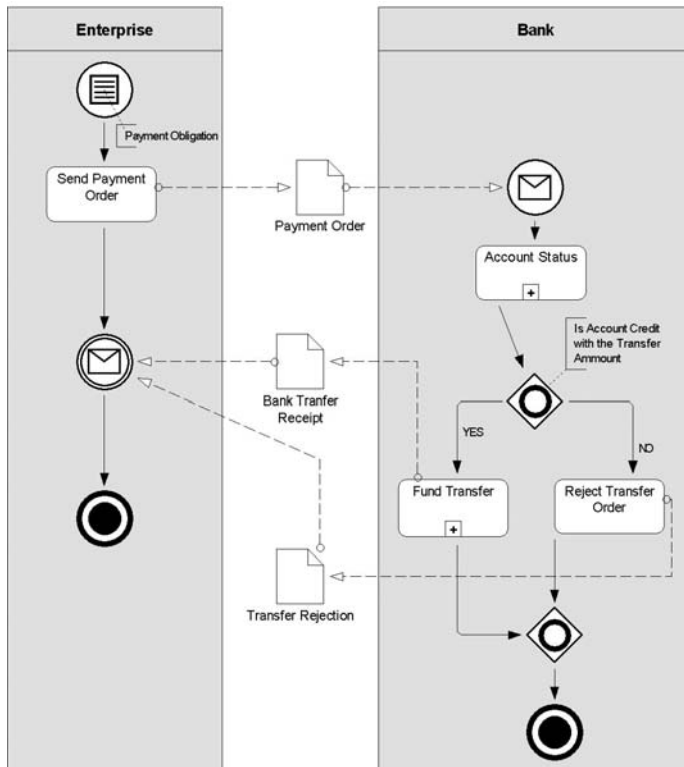 Enterprise
Bank
Payment Obligation
Send Payment
Order
Payment Order
Account Status
+
Is Account Credit
with the Transfer
Ammount
Bank Tranfer
Receipt
YES
NO
Fund Transfer
+
Reject Transfer
Order
Transfer Rejection